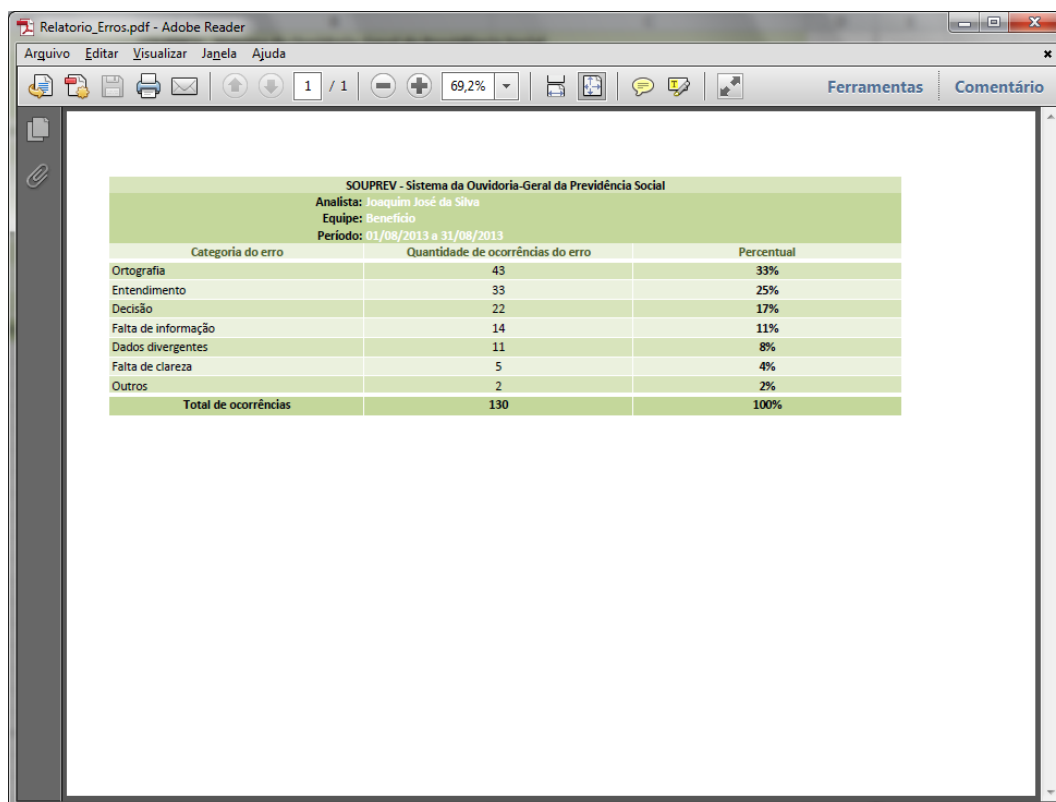 Relatorio_Erros.pdf - Adobe Reader
Arquivo Editar Visualizar Janela Ajuda
1 / 1 69,2% Ferramentas Comentário
SOUPREV - Sistema da Ouvidoria-Geral da Previdência Social
Analista: Joaquim José da Silva
Equipe: Benefício
Período: 01/08/2013 a 31/08/2013
Categoria do erro Quantidade de ocorrências do erro Percentual
Ortografia 43 33%
Entendimento 33 25%
Decisão 22 17%
Falta de informação 14 11%
Dados divergentes 11 8%
Falta de clareza 5 4%
Outros 2 2%
Total de ocorrências 130 100%